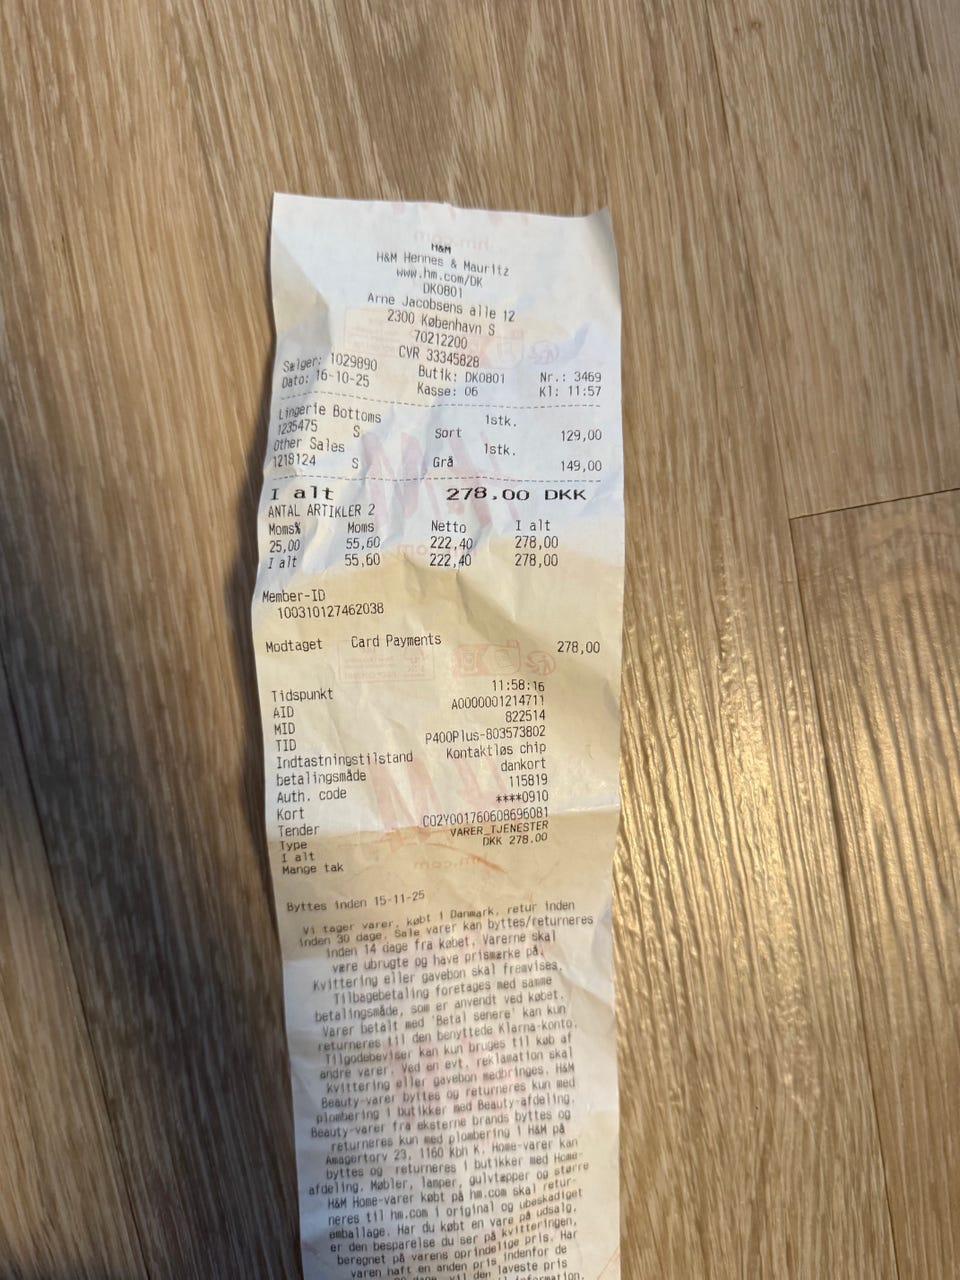 H&M
H&M Hennes & Mauritz
www.hm.com/DK
DK0801
Arne Jacobsens alle 12
2300 København S
70212200
CVR 33345828
Sælger: 1029890 Butik: DK0801 Nr.: 3469
Dato: 16-10-25 Kasse: 06 Kl: 11:57
Lingerie Bottoms 1stk.
1235475 S Sort 129,00
Other Sales 1stk.
1218124 S Grå 149,00
I alt 278.00 DKK
ANTAL ARTIKLER 2
Moms% Moms Netto I alt
25,00 55,60 222,40 278,00
I alt 55,60 222,40 278,00
Member-ID
100310127462038
Modtaget Card Payments 278,00
Tidspunkt 11:58:16
AID A0000001214711
MID 822514
TID P400Plus-803573802
Indtastningstilstand Kontaktløs chip
betalingsmåde dankort
Auth. code 115819
Kort ****0910
Tender C02Y001760608696081
Type VARER_TJENESTER
I alt DKK 278.00
Mange tak
Byttes inden 15-11-25
Vi tager varer, købt i Danmark, retur inden
inden 30 dage. Sale varer kan byttes/returneres
inden 14 dage fra købet. Varerne skal
være ubrugte og have prismærke på.
Kvittering eller gavebon skal fremvises.
Tilbagebetaling foretages med samme
betalingsmåde, som er anvendt ved købet.
Varer betalt med 'Betal senere' kan kun
returneres til den benyttede Klarna-konto.
Tilgodebeviser kan kun bruges til køb af
andre varer. Ved en evt. reklamation skal
kvittering eller gavebon medbringes. H&M
Beauty-varer byttes og returneres kun med
plombering i butikker med Beauty-afdeling.
Beauty-varer fra eksterne brands byttes og
returneres kun med plombering i H&M på
Amagertorv 23, 1160 Kbh K. Home-varer kan
byttes og returneres i butikker med Home-
afdeling. Møbler, lamper, gulvtæpper og større
H&M Home-varer købt på hm.com skal retur-
neres til hm.com i original og ubeskadiget
emballage. Har du købt en vare på udsalg,
er den besparelse du ser på kvitteringen,
beregnet på varens oprindelige pris. Har
varen haft en anden pris indenfor de
dage, vil den laveste pris
information.